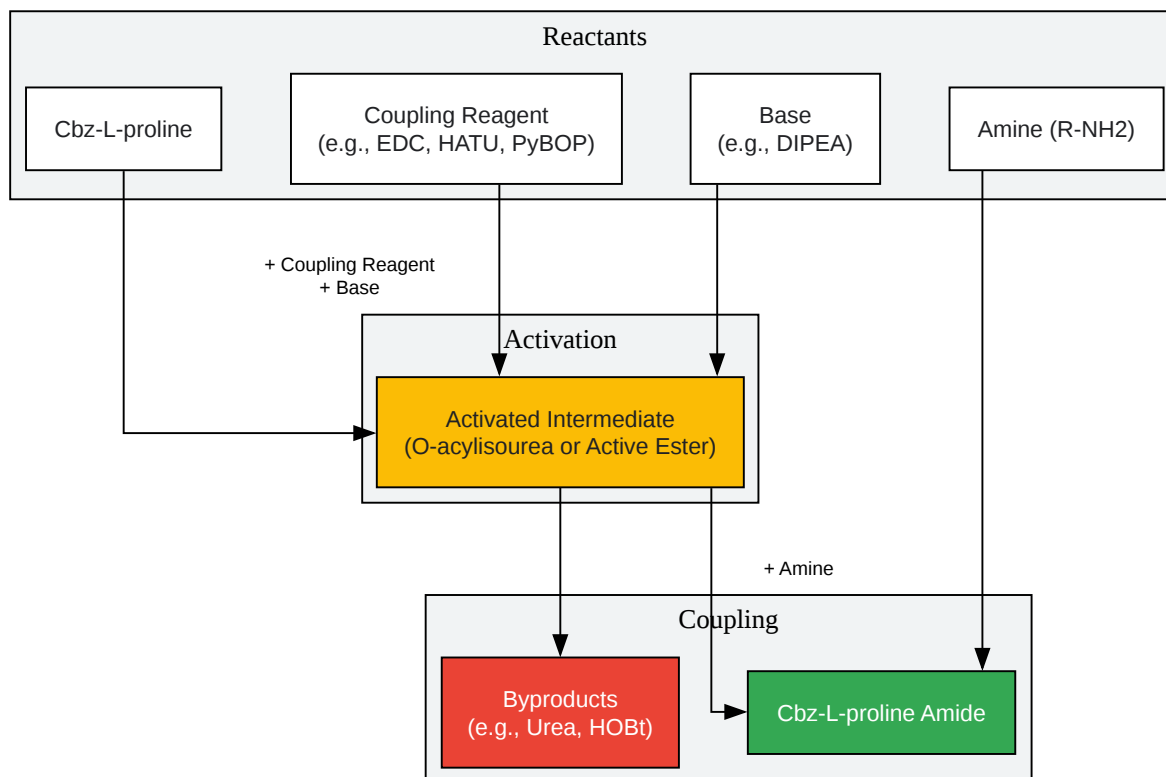 Reactants
Cbz-L-proline
Coupling Reagent
(e.g., EDC, HATU, PyBOP)
Base
(e.g., DIPEA)
Amine (R-NH2)
+ Coupling Reagent
+ Base
Activation
Activated Intermediate
(O-acylisourea or Active Ester)
+ Amine
Coupling
Byproducts
(e.g., Urea, HOBt)
Cbz-L-proline Amide